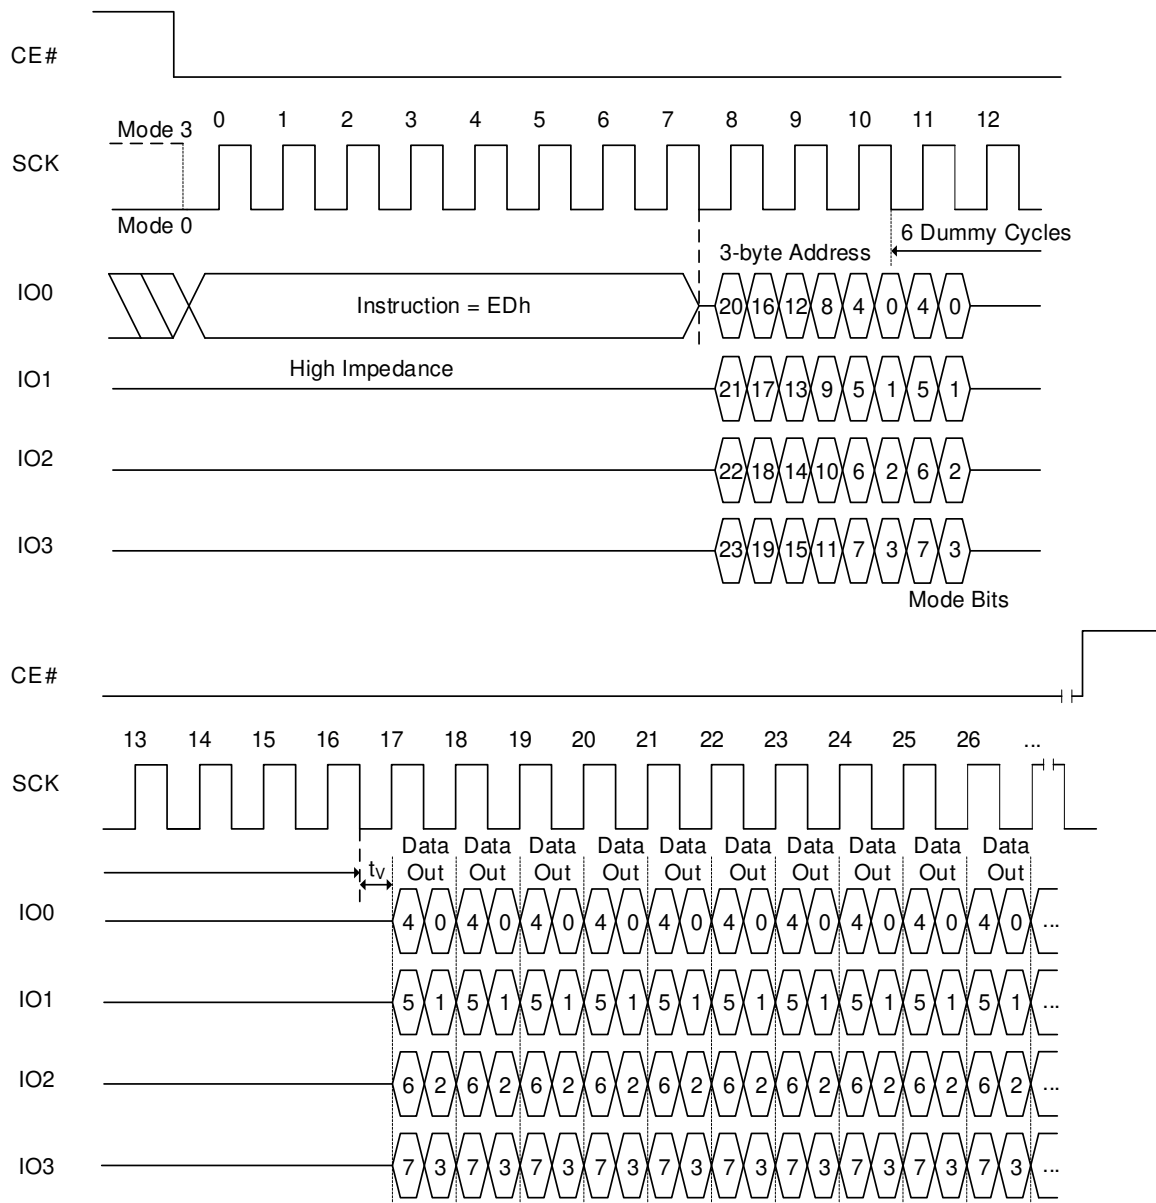 CE#
Mode 3 0 1 2 3 4 5 6 7 8 9 10 11 12
SCK
Mode 0
6 Dummy Cycles
3-byte Address
IO0 Instruction = EDh 20 16 12 8 4 0 4 0
High Impedance
IO1 21 17 13 9 5 1 5 1
IO2 22 18 14 10 6 2 6 2
IO3 23 19 15 11 7 3 7 3
Mode Bits
CE#
13 14 15 16 17 18 19 20 21 22 23 24 25 26 ...
SCK
Data Data Data Data Data Data Data Data Data Data
tV Out Out Out Out Out Out Out Out Out Out
IO0 4 0 4 0 4 0 4 0 4 0 4 0 4 0 4 0 4 0 4 0 ...
IO1 5 1 5 1 5 1 5 1 5 1 5 1 5 1 5 1 5 1 5 1 ...
IO2 6 2 6 2 6 2 6 2 6 2 6 2 6 2 6 2 6 2 6 2 ...
IO3 7 3 7 3 7 3 7 3 7 3 7 3 7 3 7 3 7 3 7 3 ...